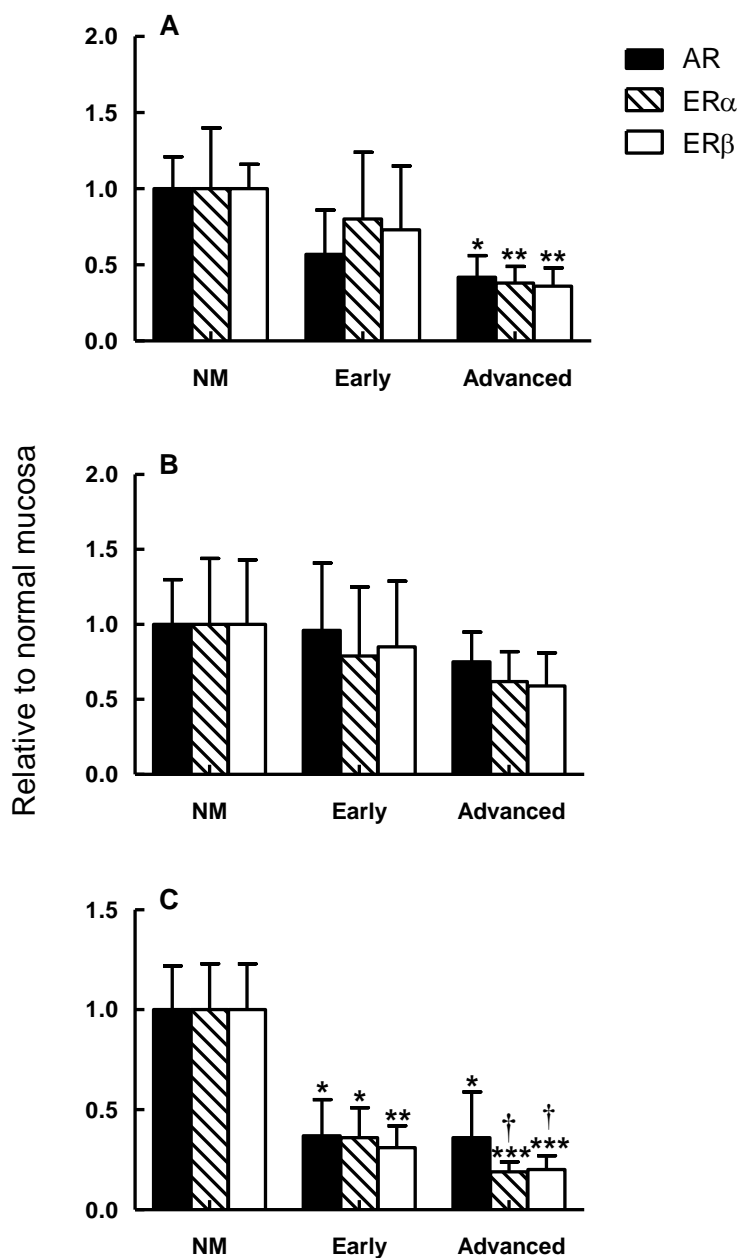 A
2.0
1.5
1.0
0.5
0.0
* ** **
NM Early Advanced
AR
ERα
ERβ
Relative to normal mucosa
B
2.0
1.5
1.0
0.5
0.0
NM Early Advanced
C
1.5
1.0
0.5
0.0
* * **
* † †
*** ***
NM Early Advanced